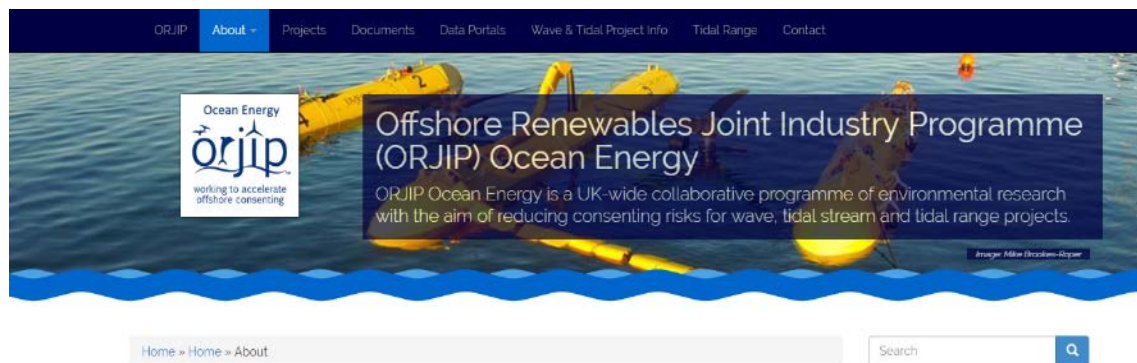 ORJIP About Projects Documents Data Portals Wave & Tidal Project Info Tidal Range Contact
Ocean Energy
orjip
working to accelerate
offshore consenting
Offshore Renewables Joint Industry Programme
(ORJIP) Ocean Energy
ORJIP Ocean Energy is a UK-wide collaborative programme of environmental research
with the aim of reducing consenting risks for wave, tidal stream and tidal range projects.
Image: Mike Brookes-Roper
Home » Home » About
Search